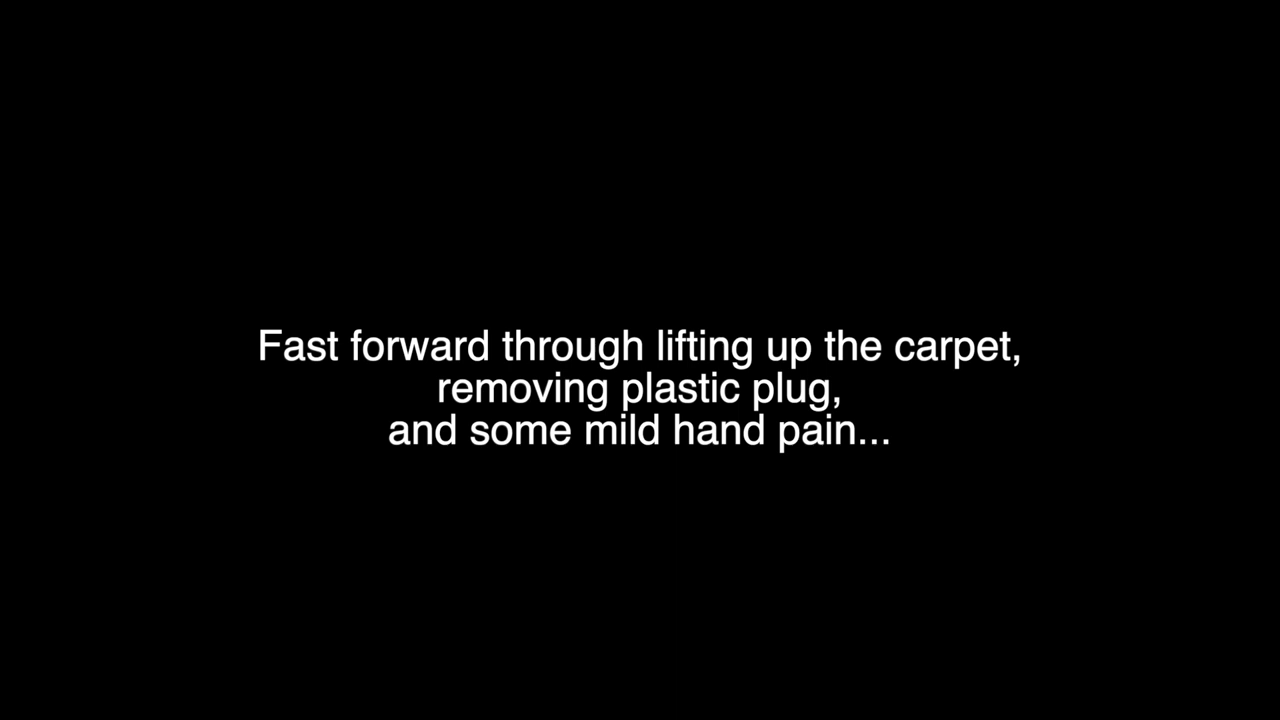 Fast forward through lifting up the carpet,
removing plastic plug,
and some mild hand pain...